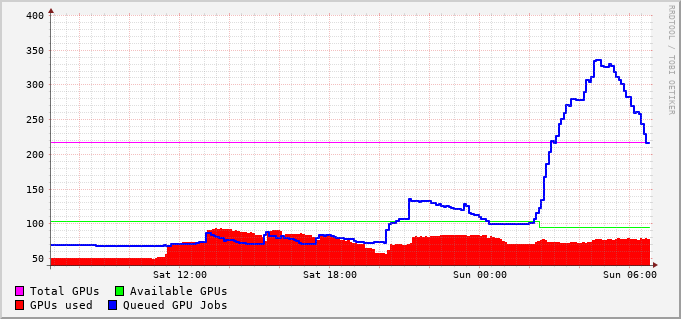 400
350
300
250
200
150
100
50
Sat 12:00 Sat 18:00 Sun 00:00 Sun 06:00
Total GPUs Available GPUs
GPUs used Queued GPU Jobs
RRDTOOL / TOBI OETIKER